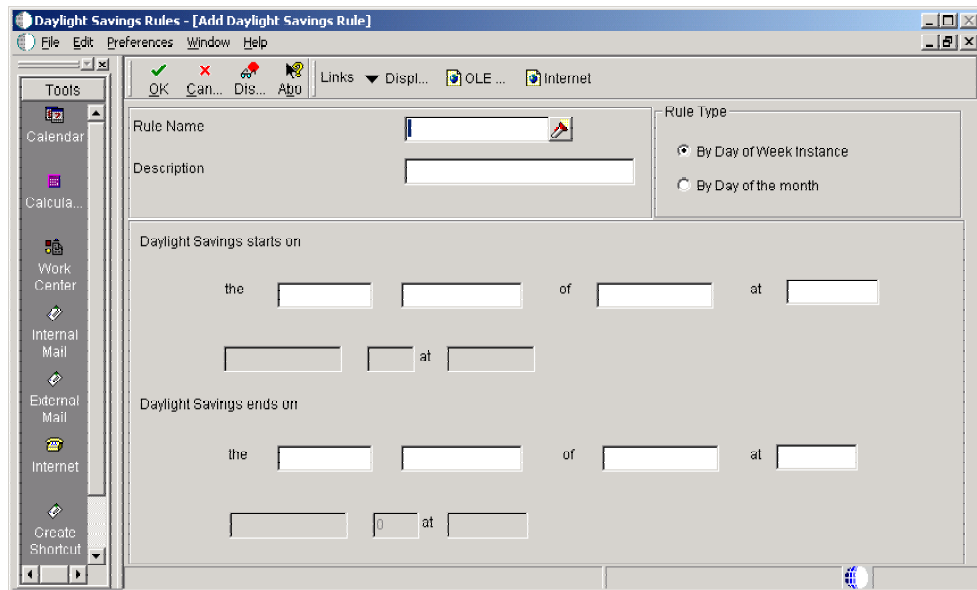 Daylight Savings Rules - [Add Daylight Savings Rule]
File Edit Preferences Window Help
Tools
OK Can... Dis... Abu Links Displ... OLE ... Internet
Calendar
Calcula...
Work
Center
Internal
Mail
External
Mail
Internet
Create
Shortcut
Rule Name
Description
Rule Type
By Day of Week Instance
By Day of the month
Daylight Savings starts on
the of at
at
Daylight Savings ends on
the of at
0 at